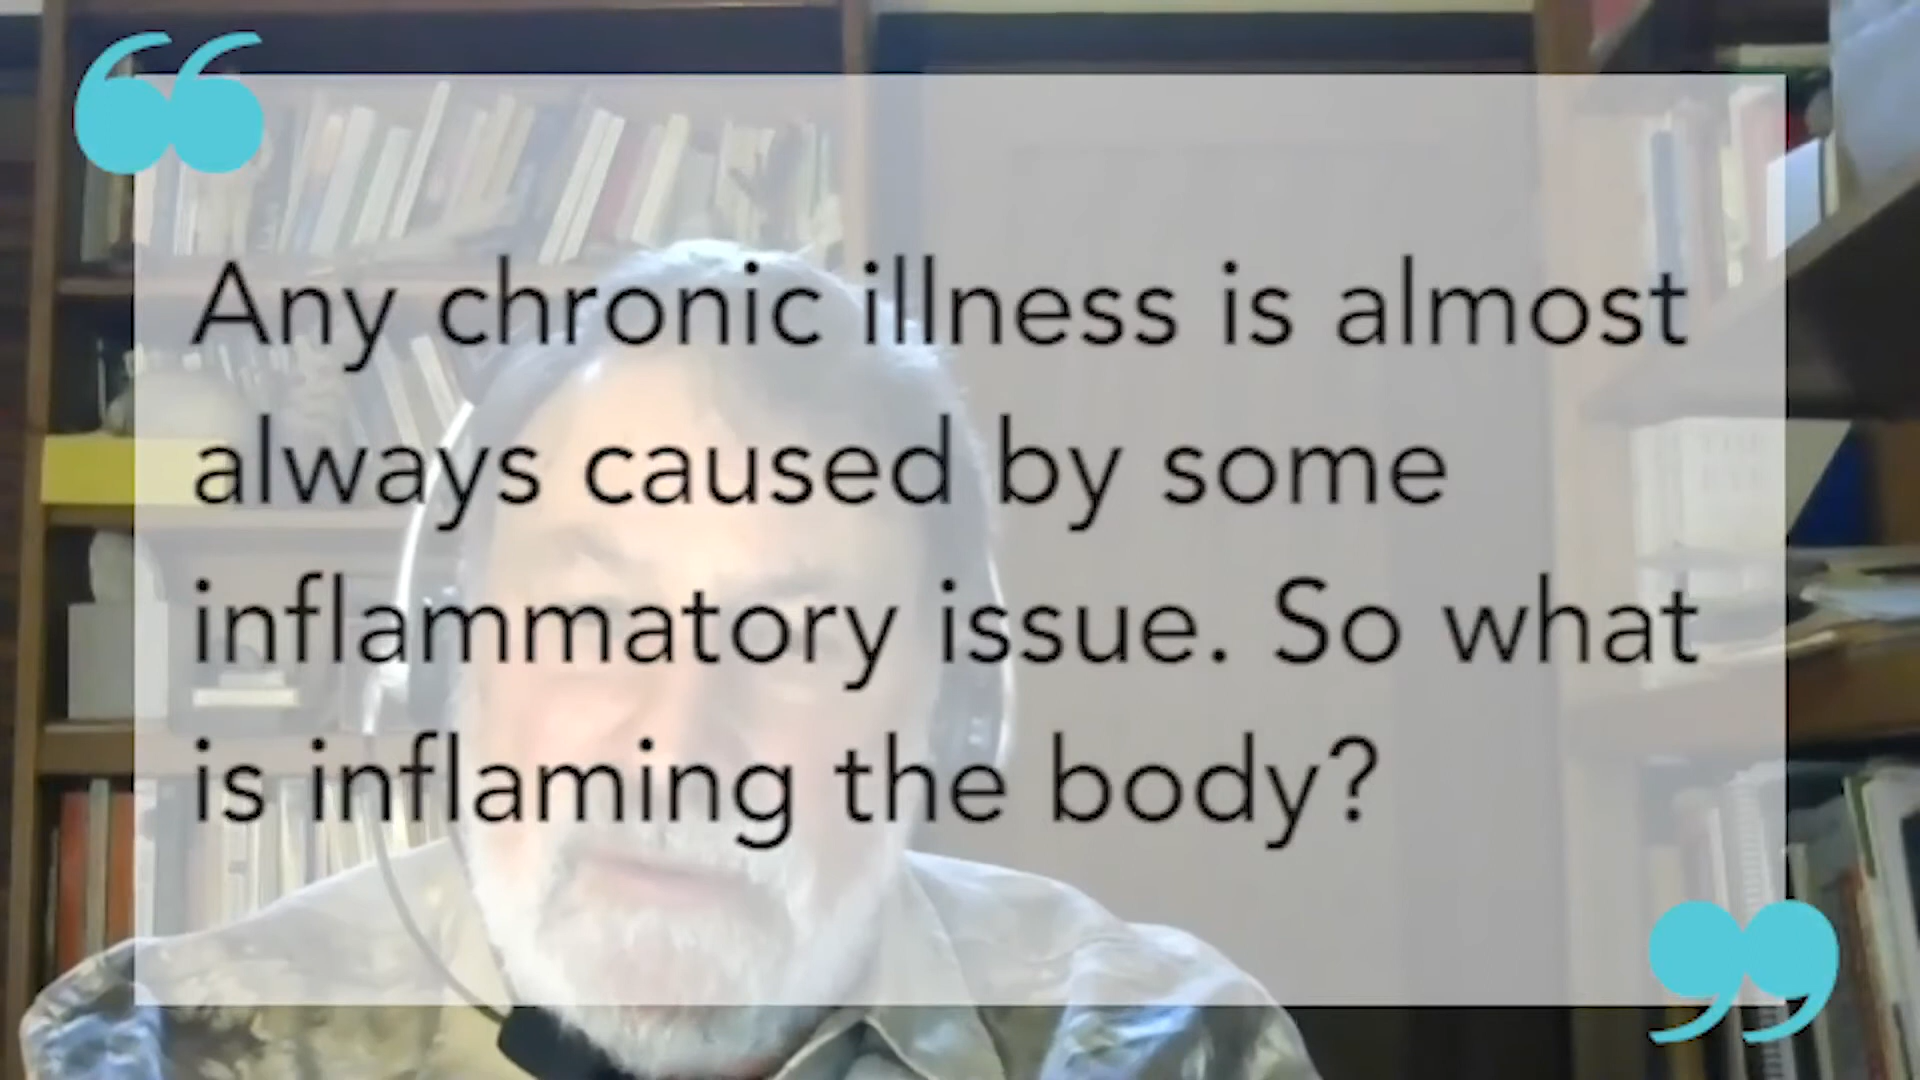 “
Any chronic illness is almost
always caused by some
inflammatory issue. So what
is inflaming the body?
”